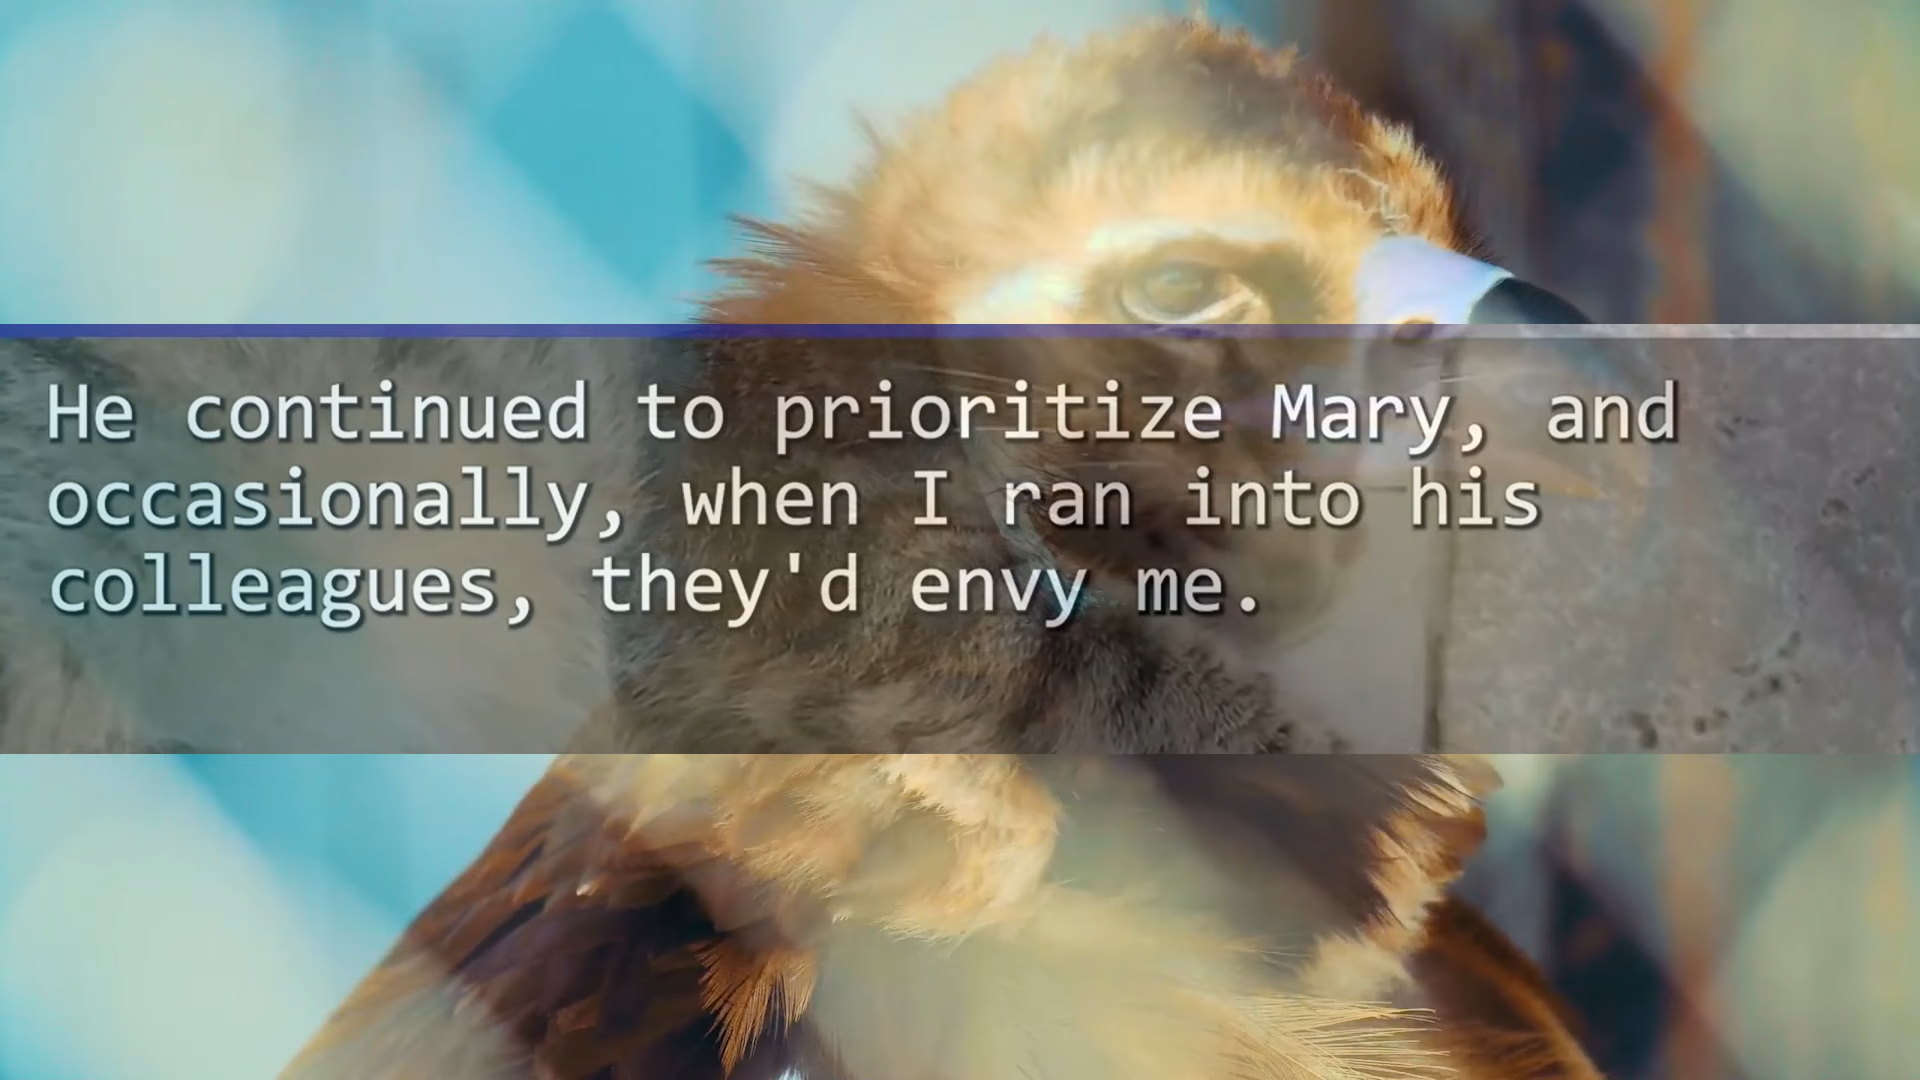 He continued to prioritize Mary, and
occasionally, when I ran into his
colleagues, they'd envy me.